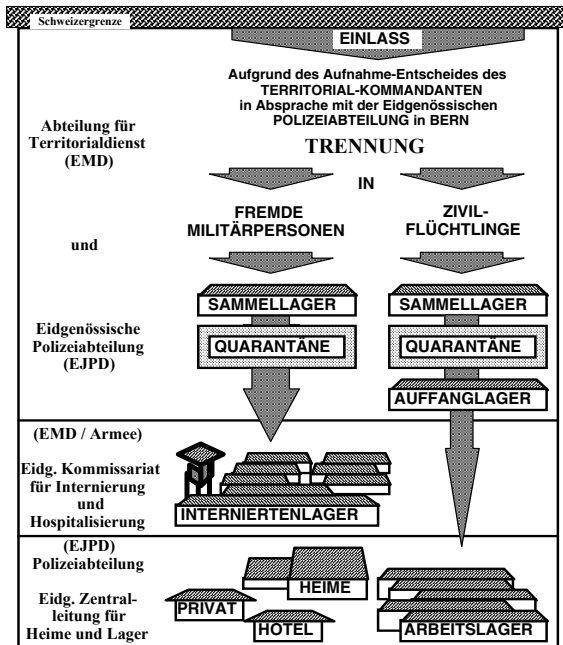 Schweizergrenze
EINLASS
Aufgrund des Aufnahme-Entscheides des
TERRITORIAL-KOMMANDANTEN
in Absprache mit der Eidgenössischen
POLIZEIABTEILUNG in BERN
Abteilung für
Territorialdienst
(EMD)
TRENNUNG
IN
FREMDE
MILITÄRPERSONEN
ZIVIL-
FLÜCHTLINGE
und
SAMMELLAGER
SAMMELLAGER
Eidgenössische
Polizeiabteilung
(EJPD)
QUARANTÄNE
QUARANTÄNE
AUFFANGLAGER
(EMD / Armee)
Eidg. Kommissariat
für Internierung
und
Hospitalisierung
INTERNIERTENLAGER
(EJPD)
Polizeiabteilung
Eidg. Zentral-
leitung für
Heime und Lager
HEIME
PRIVAT
HOTEL
ARBEITSLAGER